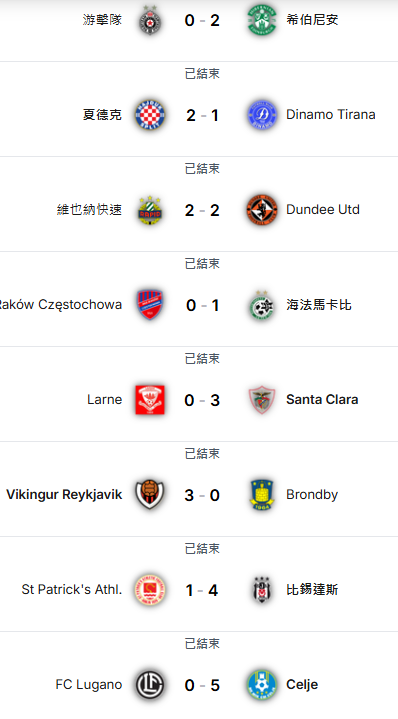 游擊隊 0 - 2 希伯尼安
已結束
夏德克 2 - 1 Dinamo Tirana
已結束
維也納快速 2 - 2 Dundee Utd
已結束
Raków Częstochowa 0 - 1 海法馬卡比
已結束
Larne 0 - 3 Santa Clara
已結束
Vikingur Reykjavik 3 - 0 Brondby
已結束
St Patrick's Athl. 1 - 4 比錫達斯
已結束
FC Lugano 0 - 5 Celje